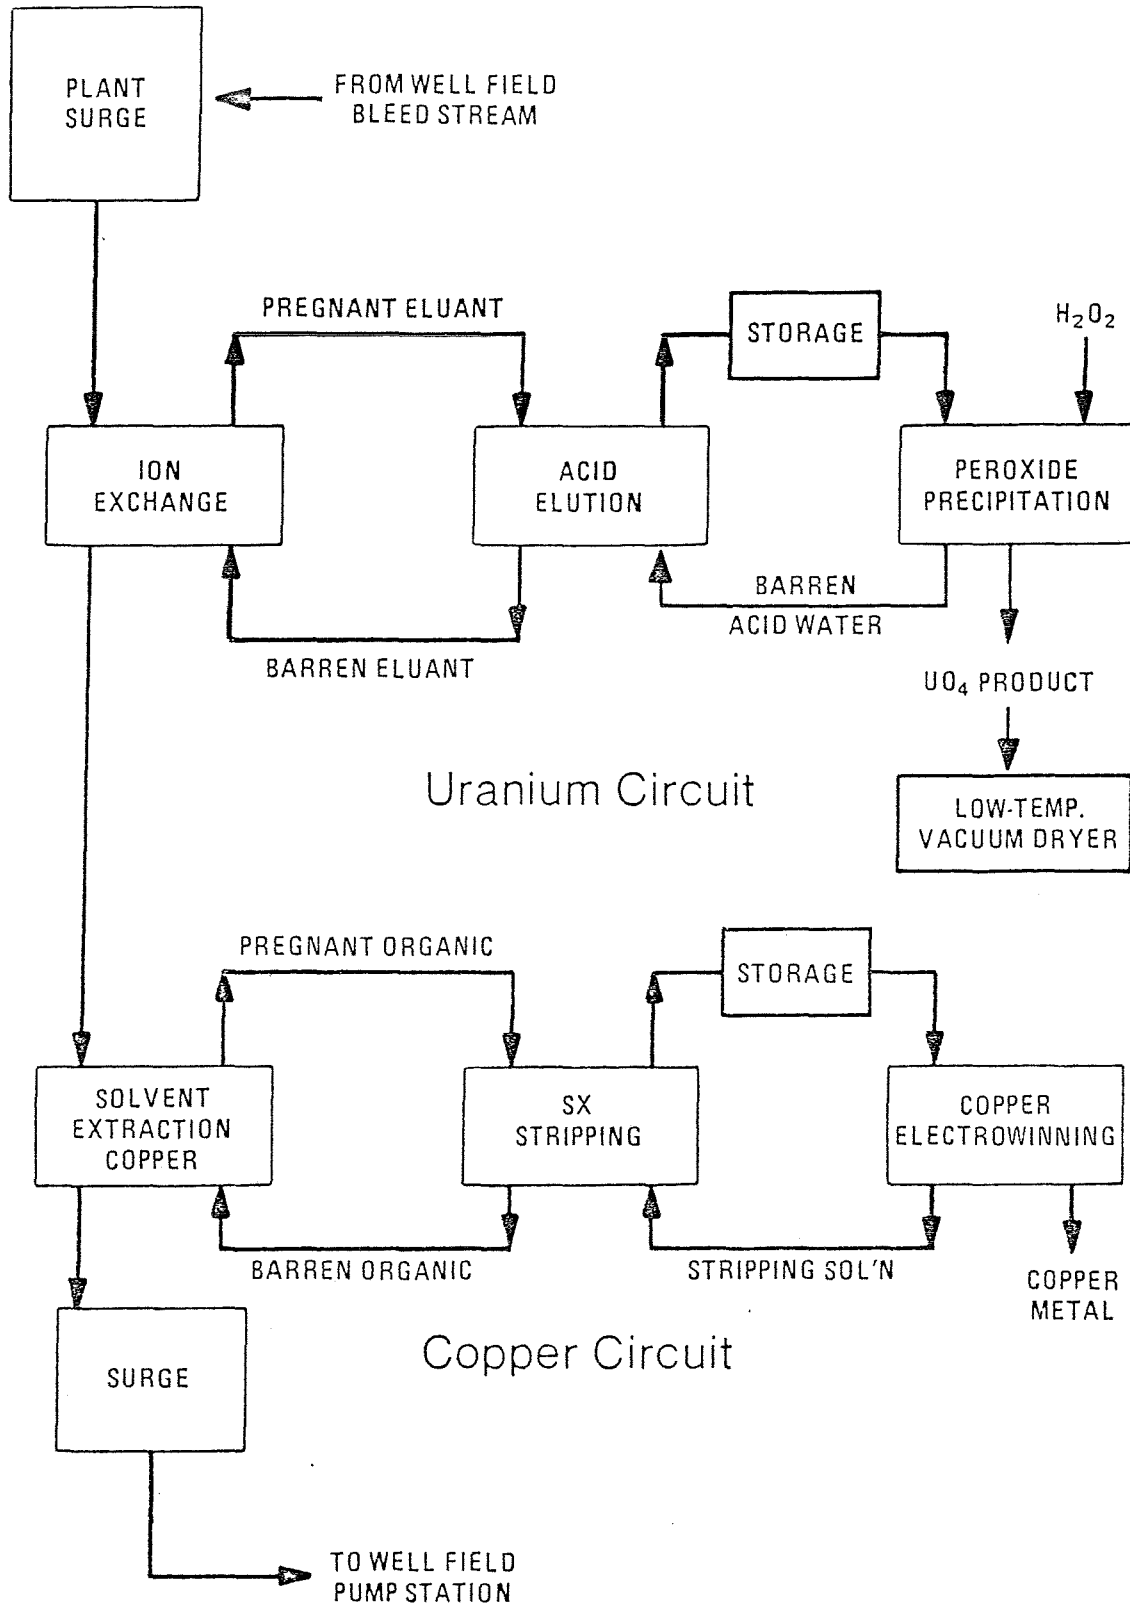 PLANT
SURGE
FROM WELL FIELD
BLEED STREAM
PREGNANT ELUANT
STORAGE
H₂O₂
ION
EXCHANGE
ACID
ELUTION
PEROXIDE
PRECIPITATION
BARREN
ACID WATER
BARREN ELUANT
UO₄ PRODUCT
Uranium Circuit
LOW-TEMP.
VACUUM DRYER
PREGNANT ORGANIC
STORAGE
SOLVENT
EXTRACTION
COPPER
SX
STRIPPING
COPPER
ELECTROWINNING
BARREN ORGANIC
STRIPPING SOL'N
COPPER
METAL
Copper Circuit
SURGE
TO WELL FIELD
PUMP STATION